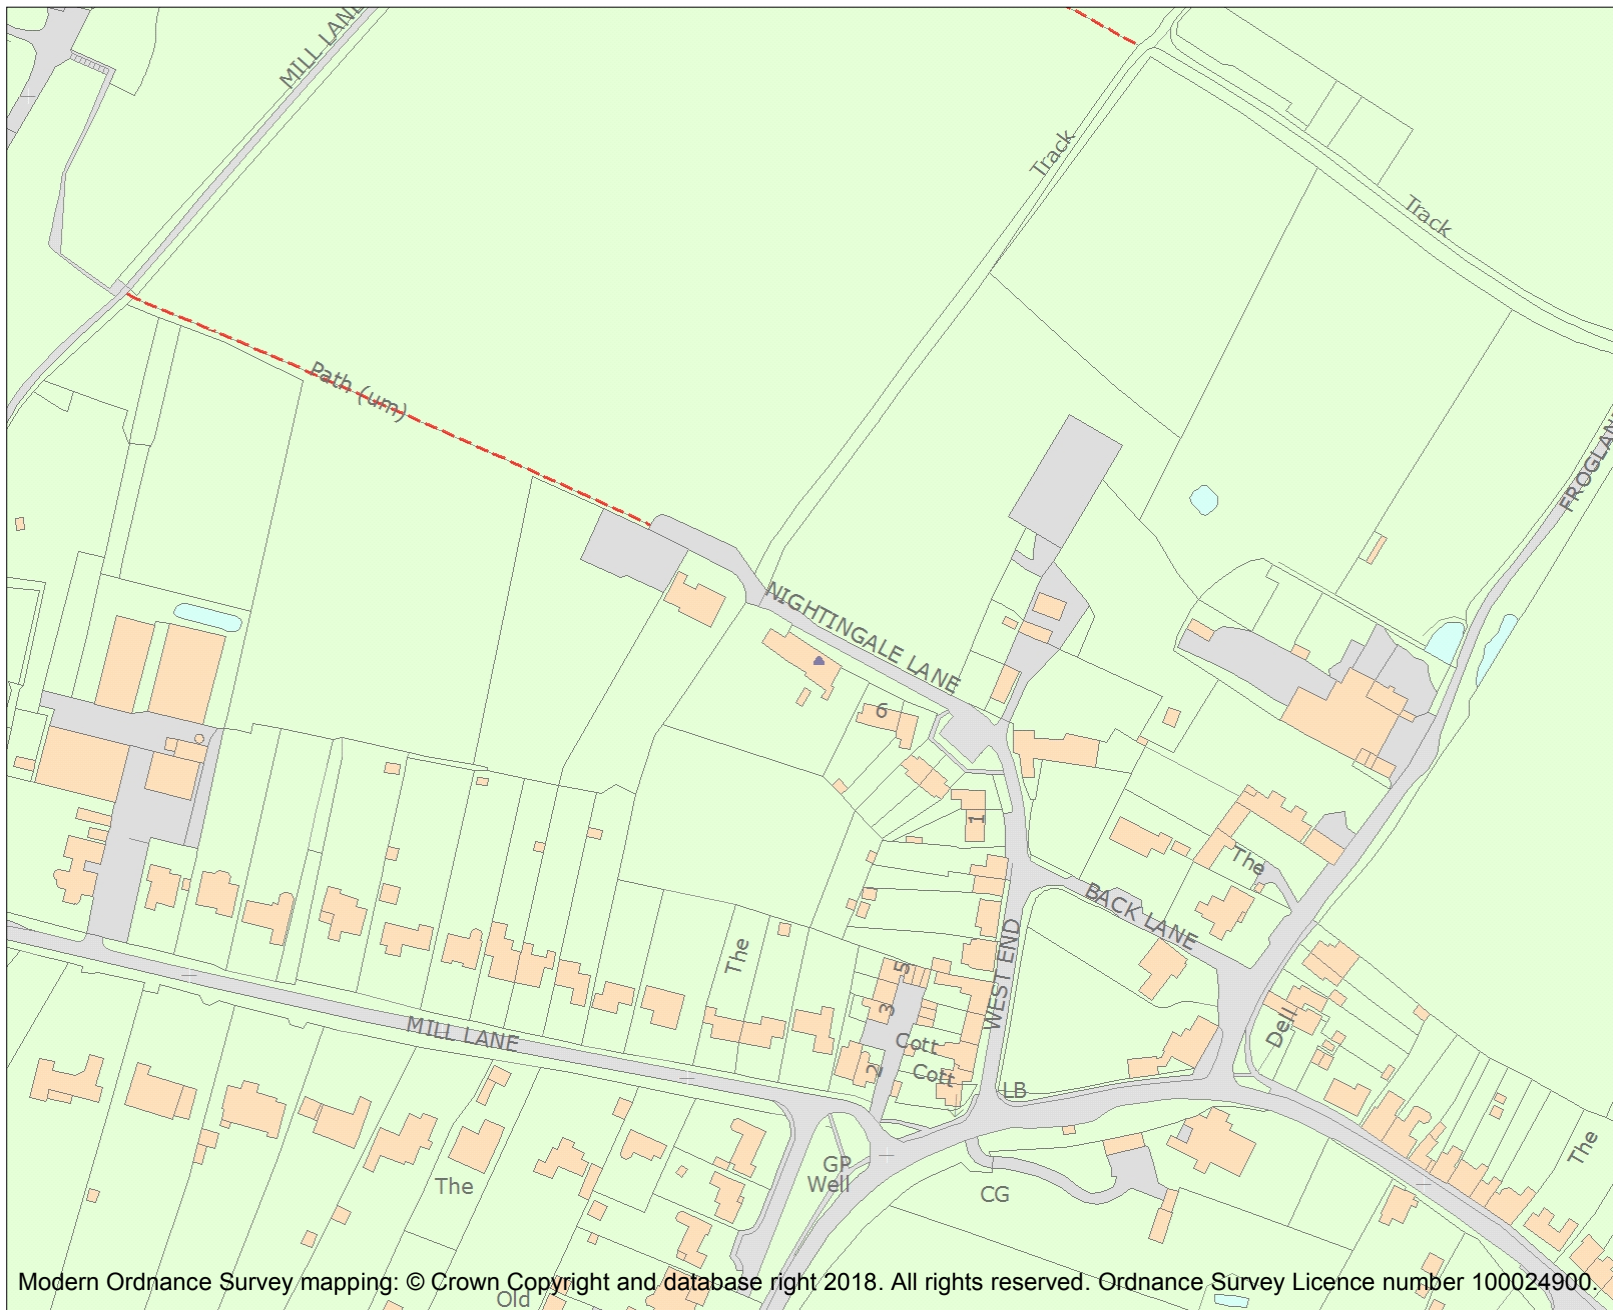 MILL LANE
Track
Track
Path (um)
FROGLAN
NIGHTINGALE LANE
6
1
The
BACK LANE
WEST END
The
5
3
Dell
MILL LANE
Cott
Cott
2
LB
The
GP
Well
CG
The
Modern Ordnance Survey mapping: © Crown Copyright and database right 2018. All rights reserved. Ordnance Survey Licence number 100024900.
Old